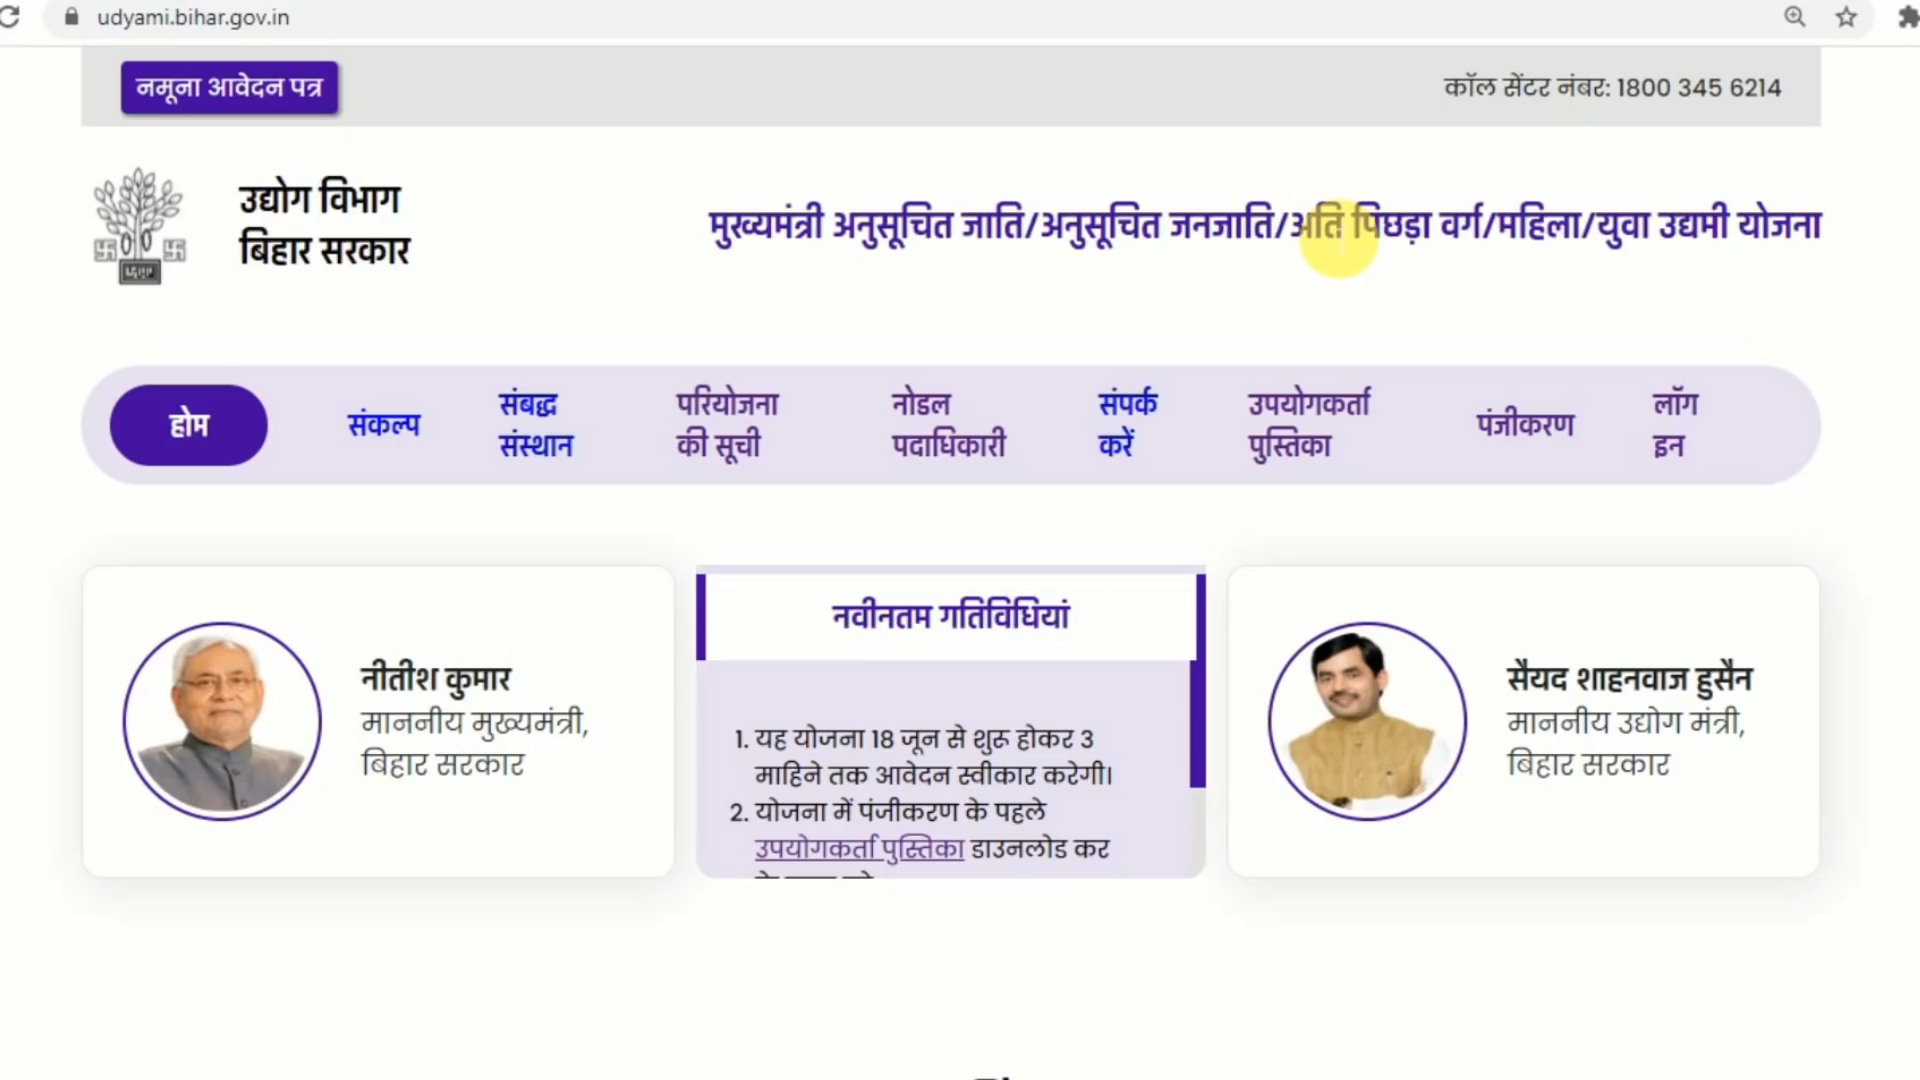 udyami.bihar.gov.in
नमूना आवेदन पत्र
कॉल सेंटर नंबर: 1800 345 6214
उद्योग विभाग
बिहार सरकार
मुख्यमंत्री अनुसूचित जाति/अनुसूचित जनजाति/अति पिछड़ा वर्ग/महिला/युवा उद्यमी योजना
होम
संकल्प
संबद्ध
संस्थान
परियोजना
की सूची
नोडल
पदाधिकारी
संपर्क
करें
उपयोगकर्ता
पुस्तिका
पंजीकरण
लॉग
इन
नीतीश कुमार
माननीय मुख्यमंत्री,
बिहार सरकार
नवीनतम गतिविधियां
1. यह योजना 18 जून से शुरू होकर 3
माहिने तक आवेदन स्वीकार करेगी।
2. योजना में पंजीकरण के पहले
उपयोगकर्ता पुस्तिका डाउनलोड कर
सैयद शाहनवाज हुसैन
माननीय उद्योग मंत्री,
बिहार सरकार